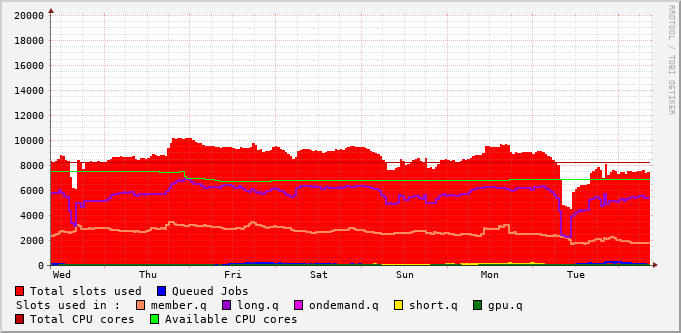 20000
18000
16000
14000
12000
10000
8000
6000
4000
2000
0
Wed Thu Fri Sat Sun Mon Tue
RRDTOOL / TOBI OETIKER
Total slots used Queued Jobs
Slots used in : member.q long.q ondemand.q short.q gpu.q
Total CPU cores Available CPU cores